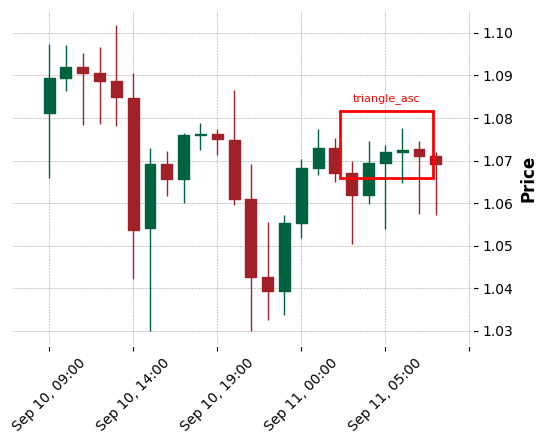 triangle_asc
1.10
1.09
1.08
1.07
1.06
1.05
1.04
1.03
Price
Sep 10, 09:00
Sep 10, 14:00
Sep 10, 19:00
Sep 11, 00:00
Sep 11, 05:00